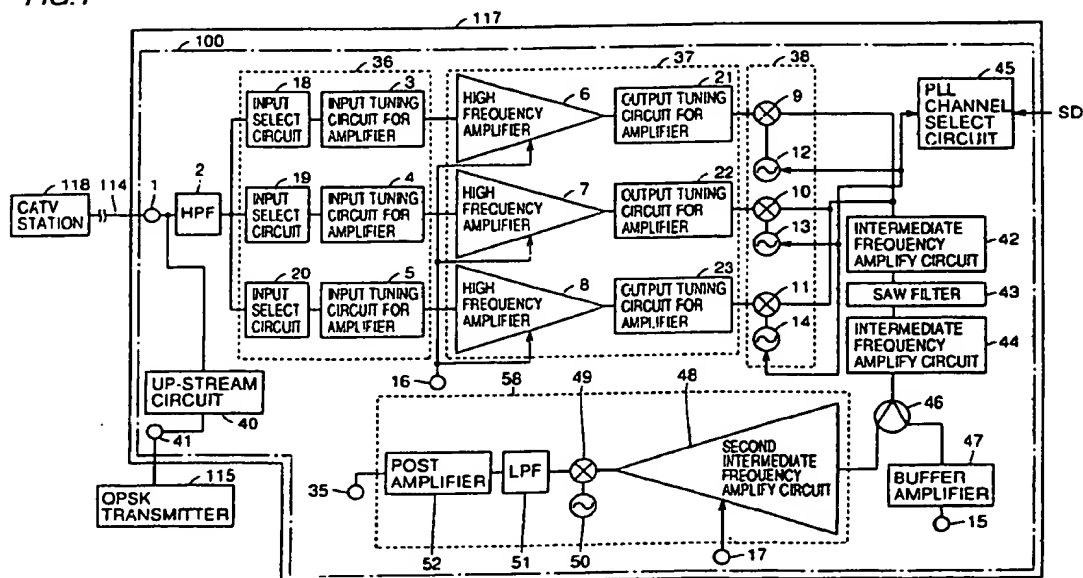 FIG.1
117
100
36
37
38
45
18
3
6
21
9
INPUT
SELECT
CIRCUIT
INPUT TUNING
CIRCUIT FOR
AMPLIFIER
HIGH
FREQUENCY
AMPLIFIER
OUTPUT TUNING
CIRCUIT FOR
AMPLIFIER
PLL
CHANNEL
SELECT
CIRCUIT
SD
12
118
114
1
2
19
4
7
22
10
CATV
STATION
HPF
INPUT
SELECT
CIRCUIT
INPUT TUNING
CIRCUIT FOR
AMPLIFIER
HIGH
FREQUENCY
AMPLIFIER
OUTPUT TUNING
CIRCUIT FOR
AMPLIFIER
13
INTERMEDIATE
FREQUENCY
AMPLIFY CIRCUIT
42
20
5
8
23
11
INPUT
SELECT
CIRCUIT
INPUT TUNING
CIRCUIT FOR
AMPLIFIER
HIGH
FREQUENCY
AMPLIFIER
OUTPUT TUNING
CIRCUIT FOR
AMPLIFIER
14
SAW FILTER
43
INTERMEDIATE
FREQUENCY
AMPLIFY CIRCUIT
44
16
58
49
48
UP-STREAM
CIRCUIT
40
41
46
47
115
OPSK
TRANSMITTER
35
POST
AMPLIFIER
LPF
SECOND
INTERMEDIATE
FREQUENCY
AMPLIFY CIRCUIT
BUFFER
AMPLIFIER
15
52
51
50
17